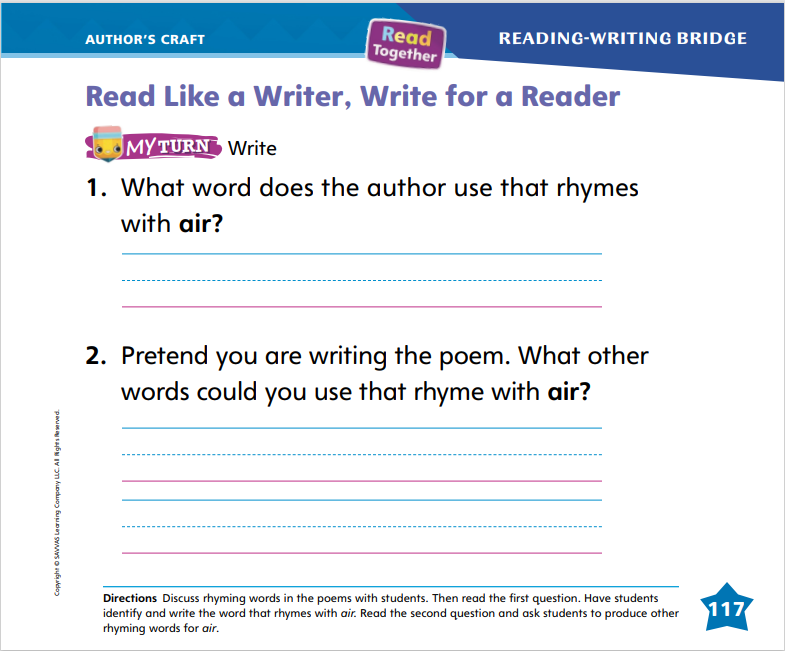 AUTHOR'S CRAFT
Read
Together
READING-WRITING BRIDGE
Read Like a Writer, Write for a Reader
MY TURN Write
1. What word does the author use that rhymes
with air?
2. Pretend you are writing the poem. What other
words could you use that rhyme with air?
Copyright © SAVVAS Learning Company LLC. All Rights Reserved.
Directions Discuss rhyming words in the poems with students. Then read the first question. Have students
identify and write the word that rhymes with air. Read the second question and ask students to produce other
rhyming words for air.
117